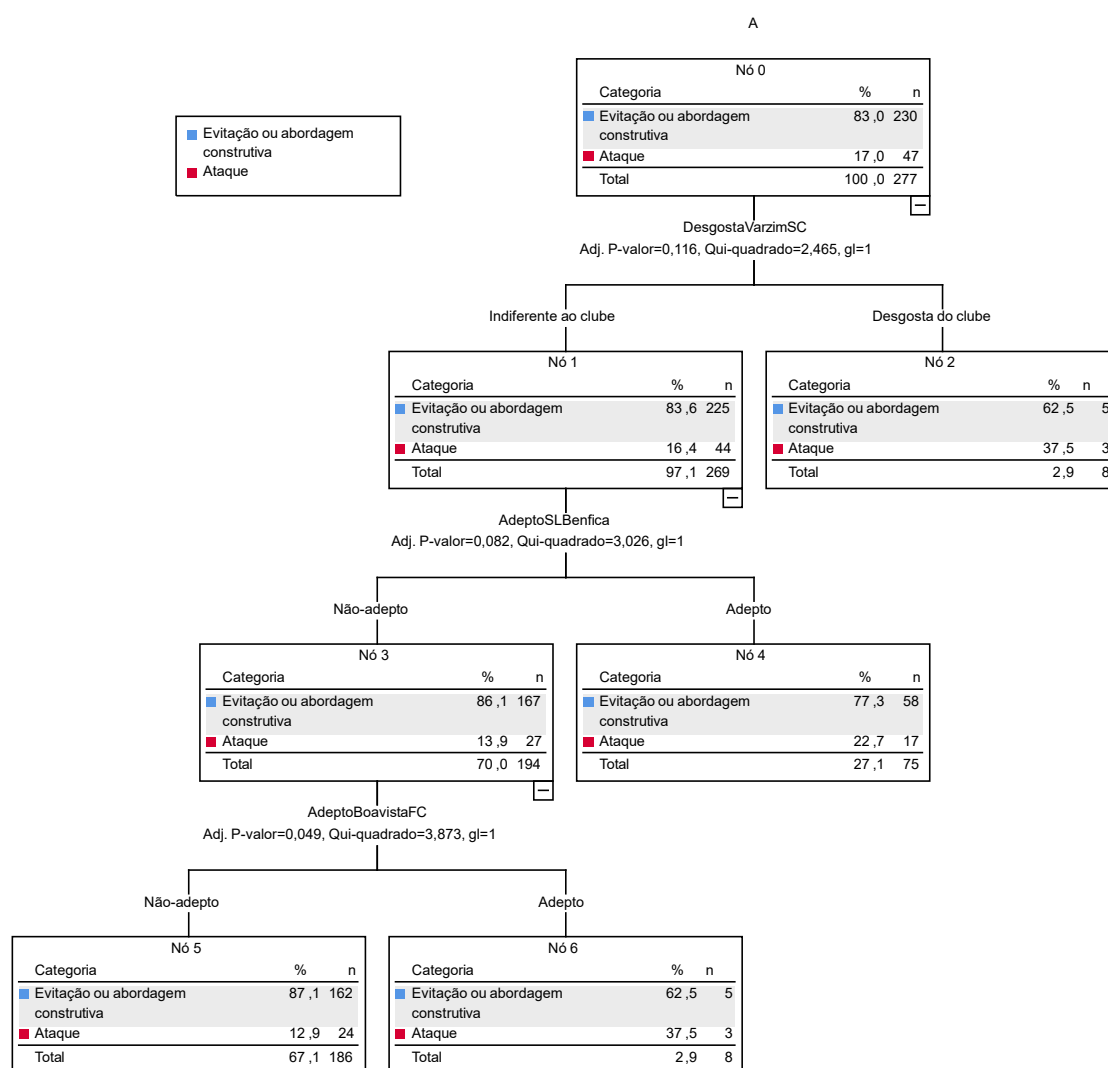 A
Evitação ou abordagem
construtiva
Ataque
Nó 0
Categoria % n
Evitação ou abordagem 83 ,0 230
construtiva
Ataque 17 ,0 47
Total 100 ,0 277
DesgostaVarzimSC
Adj. P-valor=0,116, Qui-quadrado=2,465, gl=1
Indiferente ao clube
Desgosta do clube
Nó 1
Categoria % n
Evitação ou abordagem 83 ,6 225
construtiva
Ataque 16 ,4 44
Total 97 ,1 269
Nó 2
Categoria % n
Evitação ou abordagem 62 ,5 5
construtiva
Ataque 37 ,5 3
Total 2 ,9 8
AdeptoSLBenfica
Adj. P-valor=0,082, Qui-quadrado=3,026, gl=1
Não-adepto
Adepto
Nó 3
Categoria % n
Evitação ou abordagem 86 ,1 167
construtiva
Ataque 13 ,9 27
Total 70 ,0 194
Nó 4
Categoria % n
Evitação ou abordagem 77 ,3 58
construtiva
Ataque 22 ,7 17
Total 27 ,1 75
AdeptoBoavistaFC
Adj. P-valor=0,049, Qui-quadrado=3,873, gl=1
Não-adepto
Adepto
Nó 5
Categoria % n
Evitação ou abordagem 87 ,1 162
construtiva
Ataque 12 ,9 24
Total 67 ,1 186
Nó 6
Categoria % n
Evitação ou abordagem 62 ,5 5
construtiva
Ataque 37 ,5 3
Total 2 ,9 8